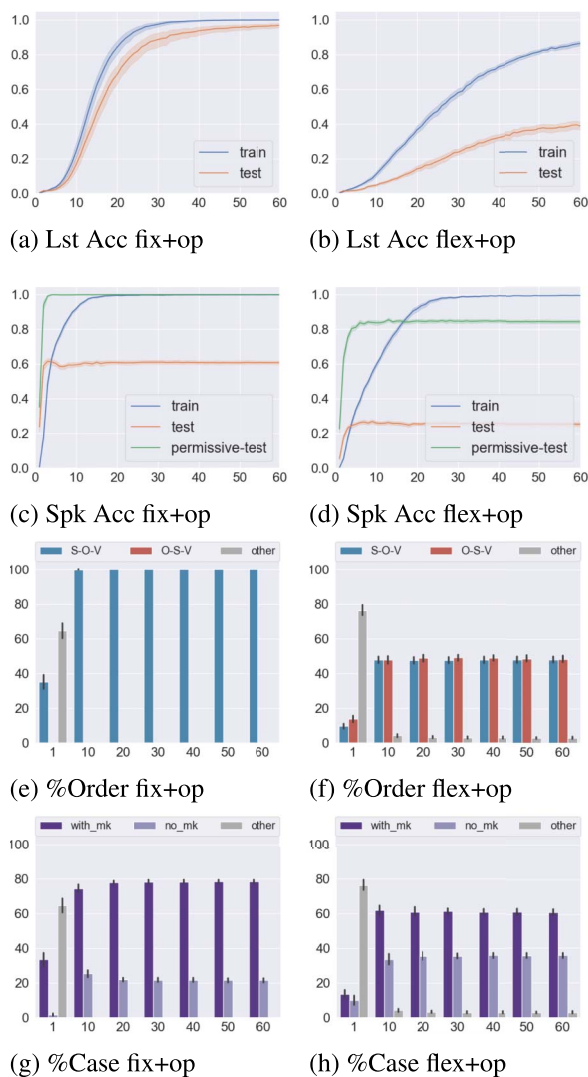 1.0
0.8
0.6
0.4
0.2
0.0
train
test
0 10 20 30 40 50 60
(a) Lst Acc fix+op
1.0
0.8
0.6
0.4
0.2
0.0
train
test
0 10 20 30 40 50 60
(b) Lst Acc flex+op
1.0
0.8
0.6
0.4
0.2
0.0
train
test
permissive-test
0 10 20 30 40 50 60
(c) Spk Acc fix+op
1.0
0.8
0.6
0.4
0.2
0.0
train
test
permissive-test
0 10 20 30 40 50 60
(d) Spk Acc flex+op
S-O-V O-S-V other
100
80
60
40
20
0
1 10 20 30 40 50 60
(e) %Order fix+op
S-O-V O-S-V other
100
80
60
40
20
0
1 10 20 30 40 50 60
(f) %Order flex+op
with_mk no_mk other
100
80
60
40
20
0
1 10 20 30 40 50 60
(g) %Case fix+op
with_mk no_mk other
100
80
60
40
20
0
1 10 20 30 40 50 60
(h) %Case flex+op